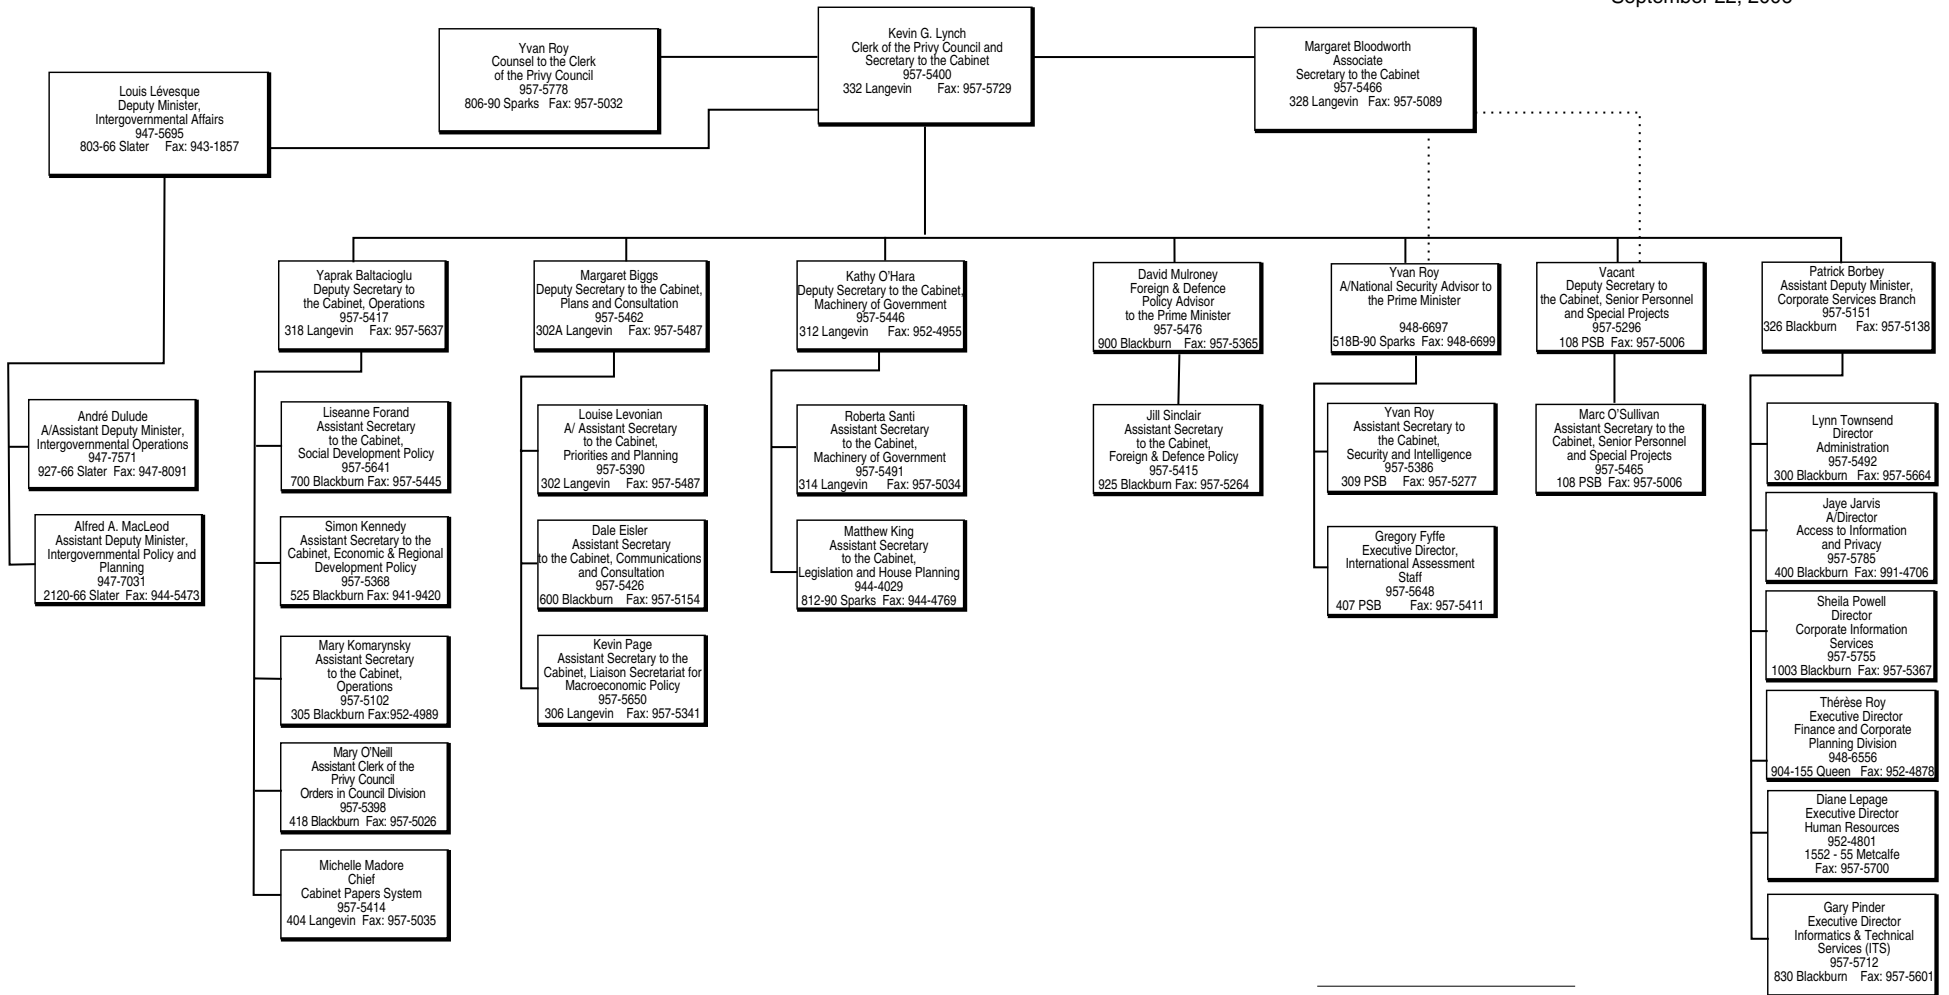 Kevin G. Lynch
Clerk of the Privy Council and
Secretary to the Cabinet
957-5400
332 Langevin Fax: 957-5729
Yvan Roy
Counsel to the Clerk
of the Privy Council
957-5778
806-90 Sparks Fax: 957-5032
Margaret Bloodworth
Associate
Secretary to the Cabinet
957-5466
328 Langevin Fax: 957-5089
Louis Lévesque
Deputy Minister,
Intergovernmental Affairs
947-5695
803-66 Slater Fax: 943-1857
Yaprak Baltacioglu
Deputy Secretary to
the Cabinet, Operations
957-5417
318 Langevin Fax: 957-5637
Margaret Biggs
Deputy Secretary to the Cabinet,
Plans and Consultation
957-5462
302A Langevin Fax: 957-5487
Kathy O'Hara
Deputy Secretary to the Cabinet,
Machinery of Government
957-5446
312 Langevin Fax: 952-4955
David Mulroney
Foreign & Defence
Policy Advisor
to the Prime Minister
957-5476
900 Blackburn Fax: 957-5365
Yvan Roy
A/National Security Advisor to
the Prime Minister
948-6697
518B-90 Sparks Fax: 948-6699
Vacant
Deputy Secretary to
the Cabinet, Senior Personnel
and Special Projects
957-5296
108 PSB Fax: 957-5006
Patrick Borbey
Assistant Deputy Minister,
Corporate Services Branch
957-5151
326 Blackburn Fax: 957-5138
André Dulude
A/Assistant Deputy Minister,
Intergovernmental Operations
947-7571
927-66 Slater Fax: 947-8091
Alfred A. MacLeod
Assistant Deputy Minister,
Intergovernmental Policy and
Planning
947-7031
2120-66 Slater Fax: 944-5473
Liseanne Forand
Assistant Secretary
to the Cabinet,
Social Development Policy
957-5641
700 Blackburn Fax: 957-5445
Simon Kennedy
Assistant Secretary to the
Cabinet, Economic & Regional
Development Policy
957-5368
525 Blackburn Fax: 941-9420
Mary Komarynsky
Assistant Secretary
to the Cabinet,
Operations
957-5102
305 Blackburn Fax:952-4989
Mary O'Neill
Assistant Clerk of the
Privy Council
Orders in Council Division
957-5398
418 Blackburn Fax: 957-5026
Michelle Madore
Chief
Cabinet Papers System
957-5414
404 Langevin Fax: 957-5035
Louise Levonian
A/ Assistant Secretary
to the Cabinet,
Priorities and Planning
957-5390
302 Langevin Fax: 957-5487
Dale Eisler
Assistant Secretary
to the Cabinet, Communications
and Consultation
957-5426
600 Blackburn Fax: 957-5154
Kevin Page
Assistant Secretary to the
Cabinet, Liaison Secretariat for
Macroeconomic Policy
957-5650
306 Langevin Fax: 957-5341
Roberta Santi
Assistant Secretary
to the Cabinet,
Machinery of Government
957-5491
314 Langevin Fax: 957-5034
Matthew King
Assistant Secretary
to the Cabinet,
Legislation and House Planning
944-4029
812-90 Sparks Fax: 944-4769
Jill Sinclair
Assistant Secretary
to the Cabinet,
Foreign & Defence Policy
957-5415
925 Blackburn Fax: 957-5264
Yvan Roy
Assistant Secretary to
the Cabinet,
Security and Intelligence
957-5386
309 PSB Fax: 957-5277
Gregory Fyffe
Executive Director,
International Assessment
Staff
957-5648
407 PSB Fax: 957-5411
Marc O'Sullivan
Assistant Secretary to the
Cabinet, Senior Personnel
and Special Projects
957-5465
108 PSB Fax: 957-5006
Lynn Townsend
Director
Administration
957-5492
300 Blackburn Fax: 957-5664
Jaye Jarvis
A/Director
Access to Information
and Privacy
957-5785
400 Blackburn Fax: 991-4706
Sheila Powell
Director
Corporate Information
Services
957-5755
1003 Blackburn Fax: 957-5367
Thérèse Roy
Executive Director
Finance and Corporate
Planning Division
948-6556
904-155 Queen Fax: 952-4878
Diane Lepage
Executive Director
Human Resources
952-4801
1552 - 55 Metcalfe
Fax: 957-5700
Gary Pinder
Executive Director
Informatics & Technical
Services (ITS)
957-5712
830 Blackburn Fax: 957-5601